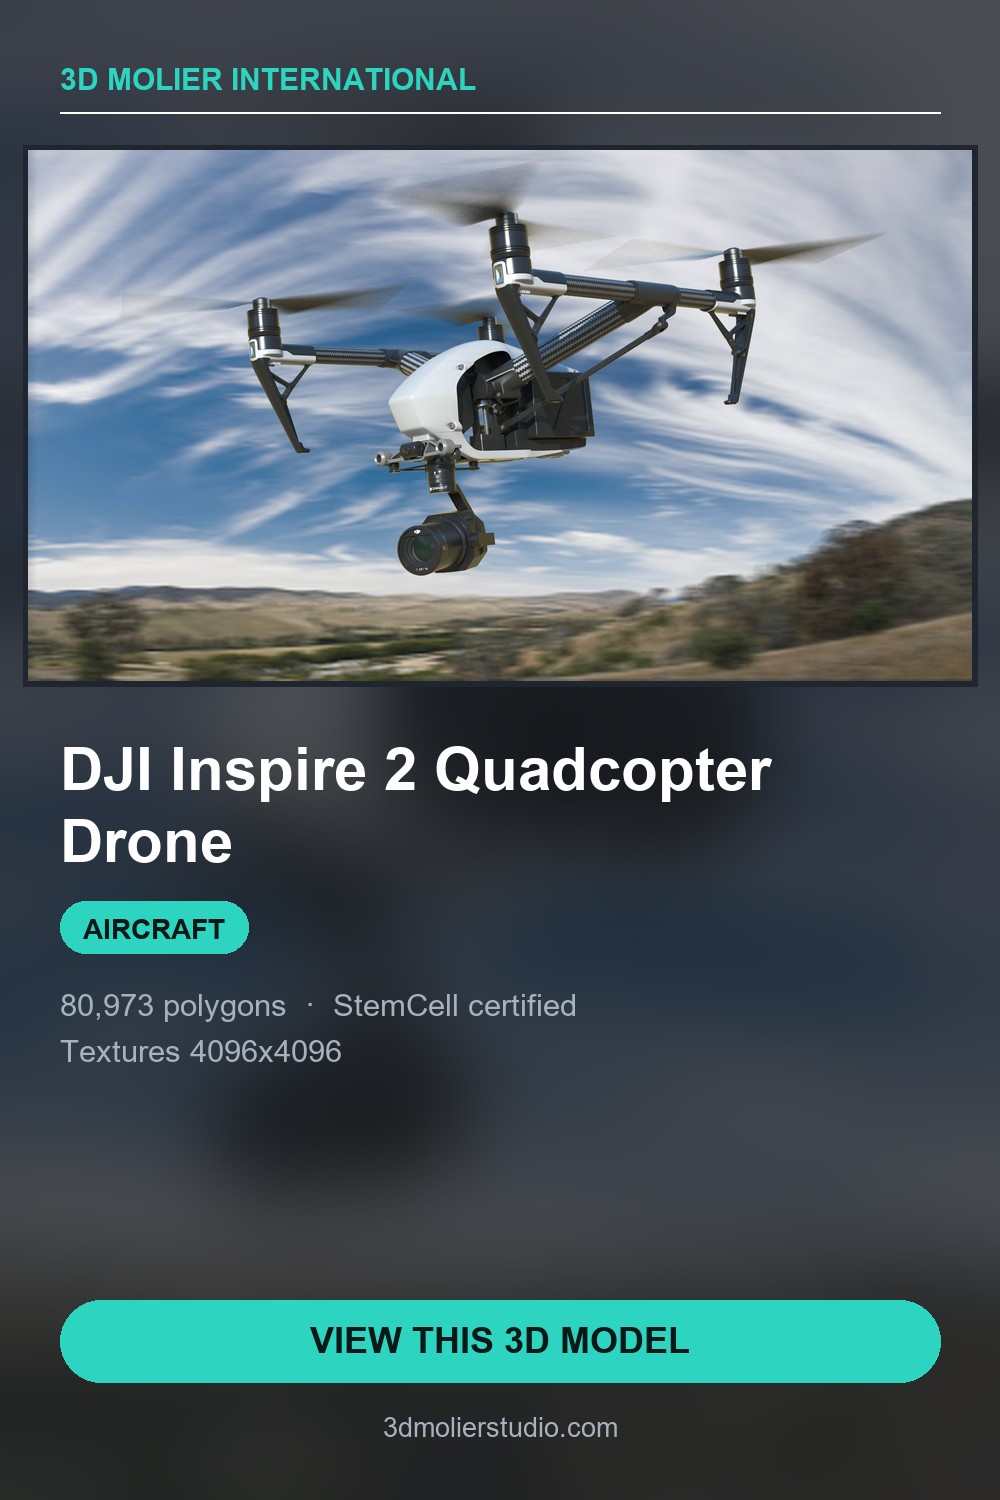 3D MOLIER INTERNATIONAL
DJI Inspire 2 Quadcopter
Drone
AIRCRAFT
80,973 polygons · StemCell certified
Textures 4096x4096
VIEW THIS 3D MODEL
3dmolierstudio.com